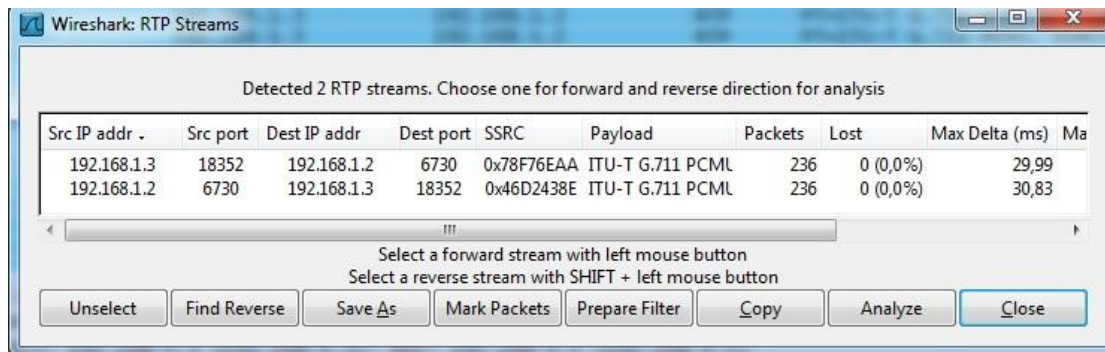 Wireshark: RTP Streams
Detected 2 RTP streams. Choose one for forward and reverse direction for analysis
Src IP addr . Src port Dest IP addr Dest port SSRC Payload Packets Lost Max Delta (ms) Ma
192.168.1.3 18352 192.168.1.2 6730 0x78F76EAA ITU-T G.711 PCMU 236 0 (0,0%) 29,99
192.168.1.2 6730 192.168.1.3 18352 0x46D2438E ITU-T G.711 PCMU 236 0 (0,0%) 30,83
Select a forward stream with left mouse button
Select a reverse stream with SHIFT + left mouse button
Unselect Find Reverse Save As Mark Packets Prepare Filter Copy Analyze Close